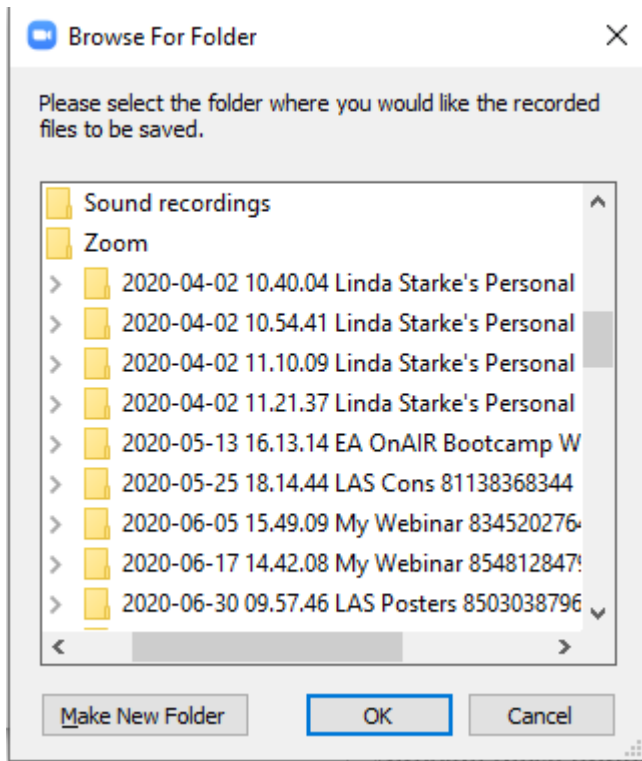 Browse For Folder
Please select the folder where you would like the recorded
files to be saved.
Sound recordings
Zoom
2020-04-02 10.40.04 Linda Starke's Personal
2020-04-02 10.54.41 Linda Starke's Personal
2020-04-02 11.10.09 Linda Starke's Personal
2020-04-02 11.21.37 Linda Starke's Personal
2020-05-13 16.13.14 EA OnAIR Bootcamp W
2020-05-25 18.14.44 LAS Cons 81138368344
2020-06-05 15.49.09 My Webinar 834520276
2020-06-17 14.42.08 My Webinar 854812847
2020-06-30 09.57.46 LAS Posters 8503038796
Make New Folder OK Cancel